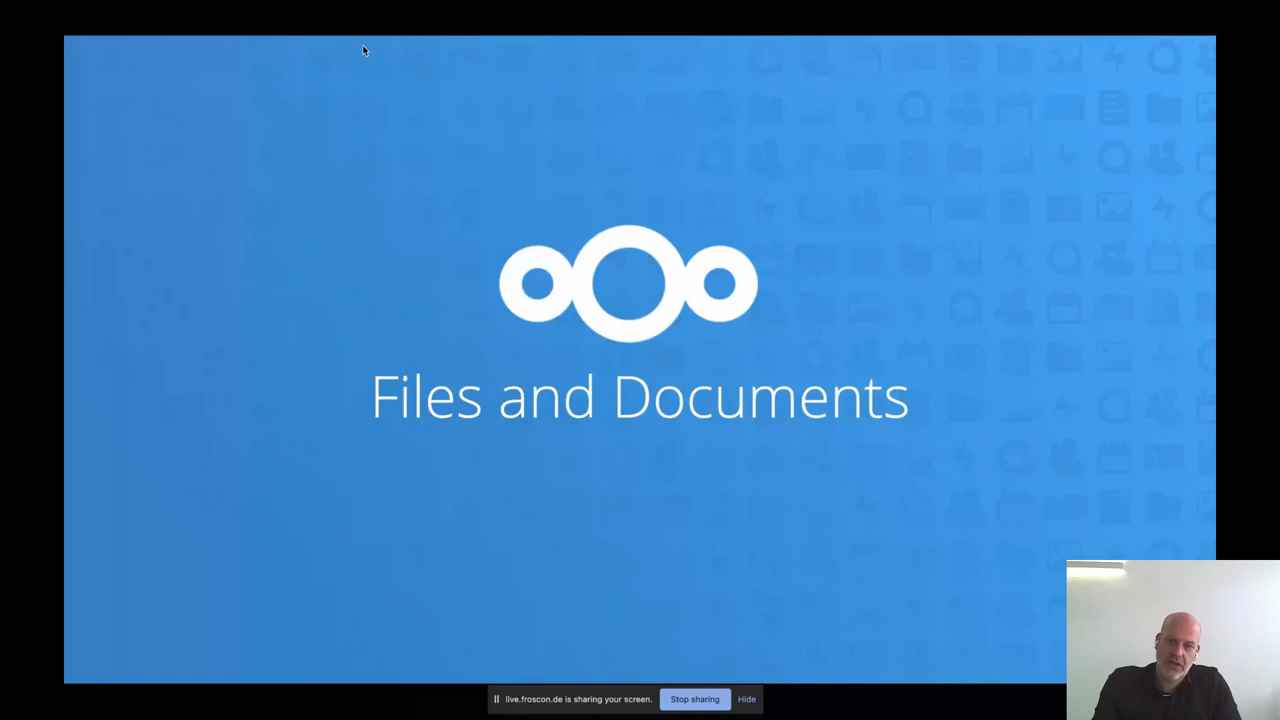 Files and Documents
live.froscon.de is sharing your screen.
Stop sharing
Hide